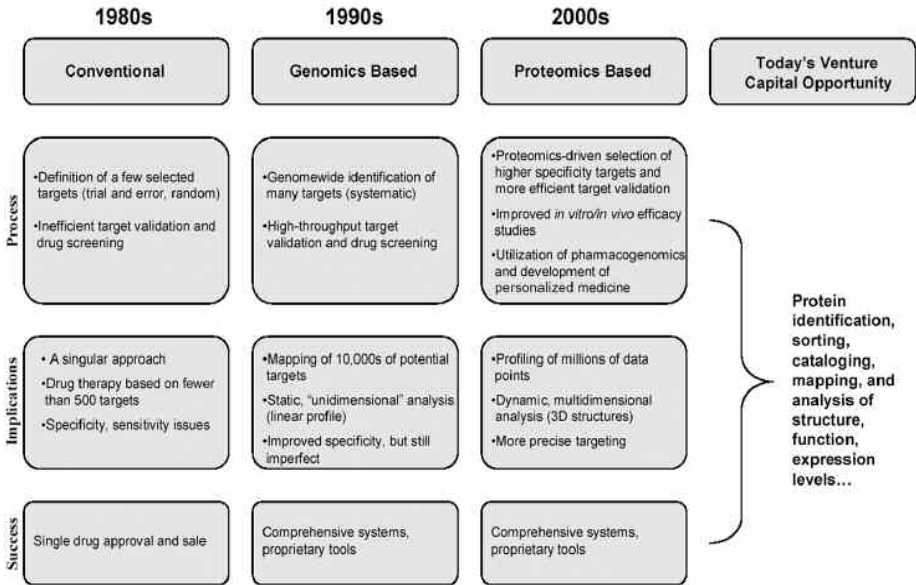 1980s
1990s
2000s
Conventional
Genomics Based
Proteomics Based
Today's Venture
Capital Opportunity
Process
•Definition of a few selected
targets (trial and error, random)
•Inefficient target validation and
drug screening
•Genomewide identification of
many targets (systematic)
•High-throughput target
validation and drug screening
•Proteomics-driven selection of
higher specificity targets and
more efficient target validation
•Improved in vitro/in vivo efficacy
studies
•Utilization of pharmacogenomics
and development of
personalized medicine
Implications
• A singular approach
•Drug therapy based on fewer
than 500 targets
•Specificity, sensitivity issues
•Mapping of 10,000s of potential
targets
•Static, "unidimensional" analysis
(linear profile)
•Improved specificity, but still
imperfect
•Profiling of millions of data
points
•Dynamic, multidimensional
analysis (3D structures)
•More precise targeting
Success
Single drug approval and sale
Comprehensive systems,
proprietary tools
Comprehensive systems,
proprietary tools
Protein
identification,
sorting,
cataloging,
mapping, and
analysis of
structure,
function,
expression
levels…